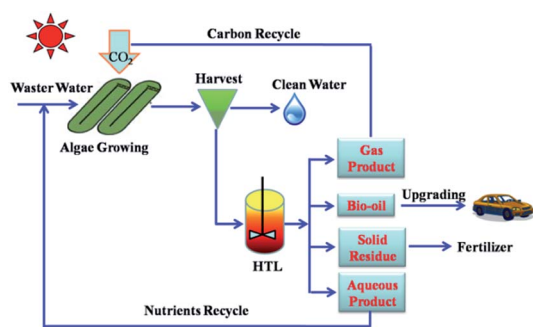 Carbon Recycle
CO₂
Waster Water
Harvest
Clean Water
Algae Growing
Gas
Product
Bio-oil
Upgrading
Solid
Residue
Fertilizer
HTL
Aqueous
Product
Nutrients Recycle